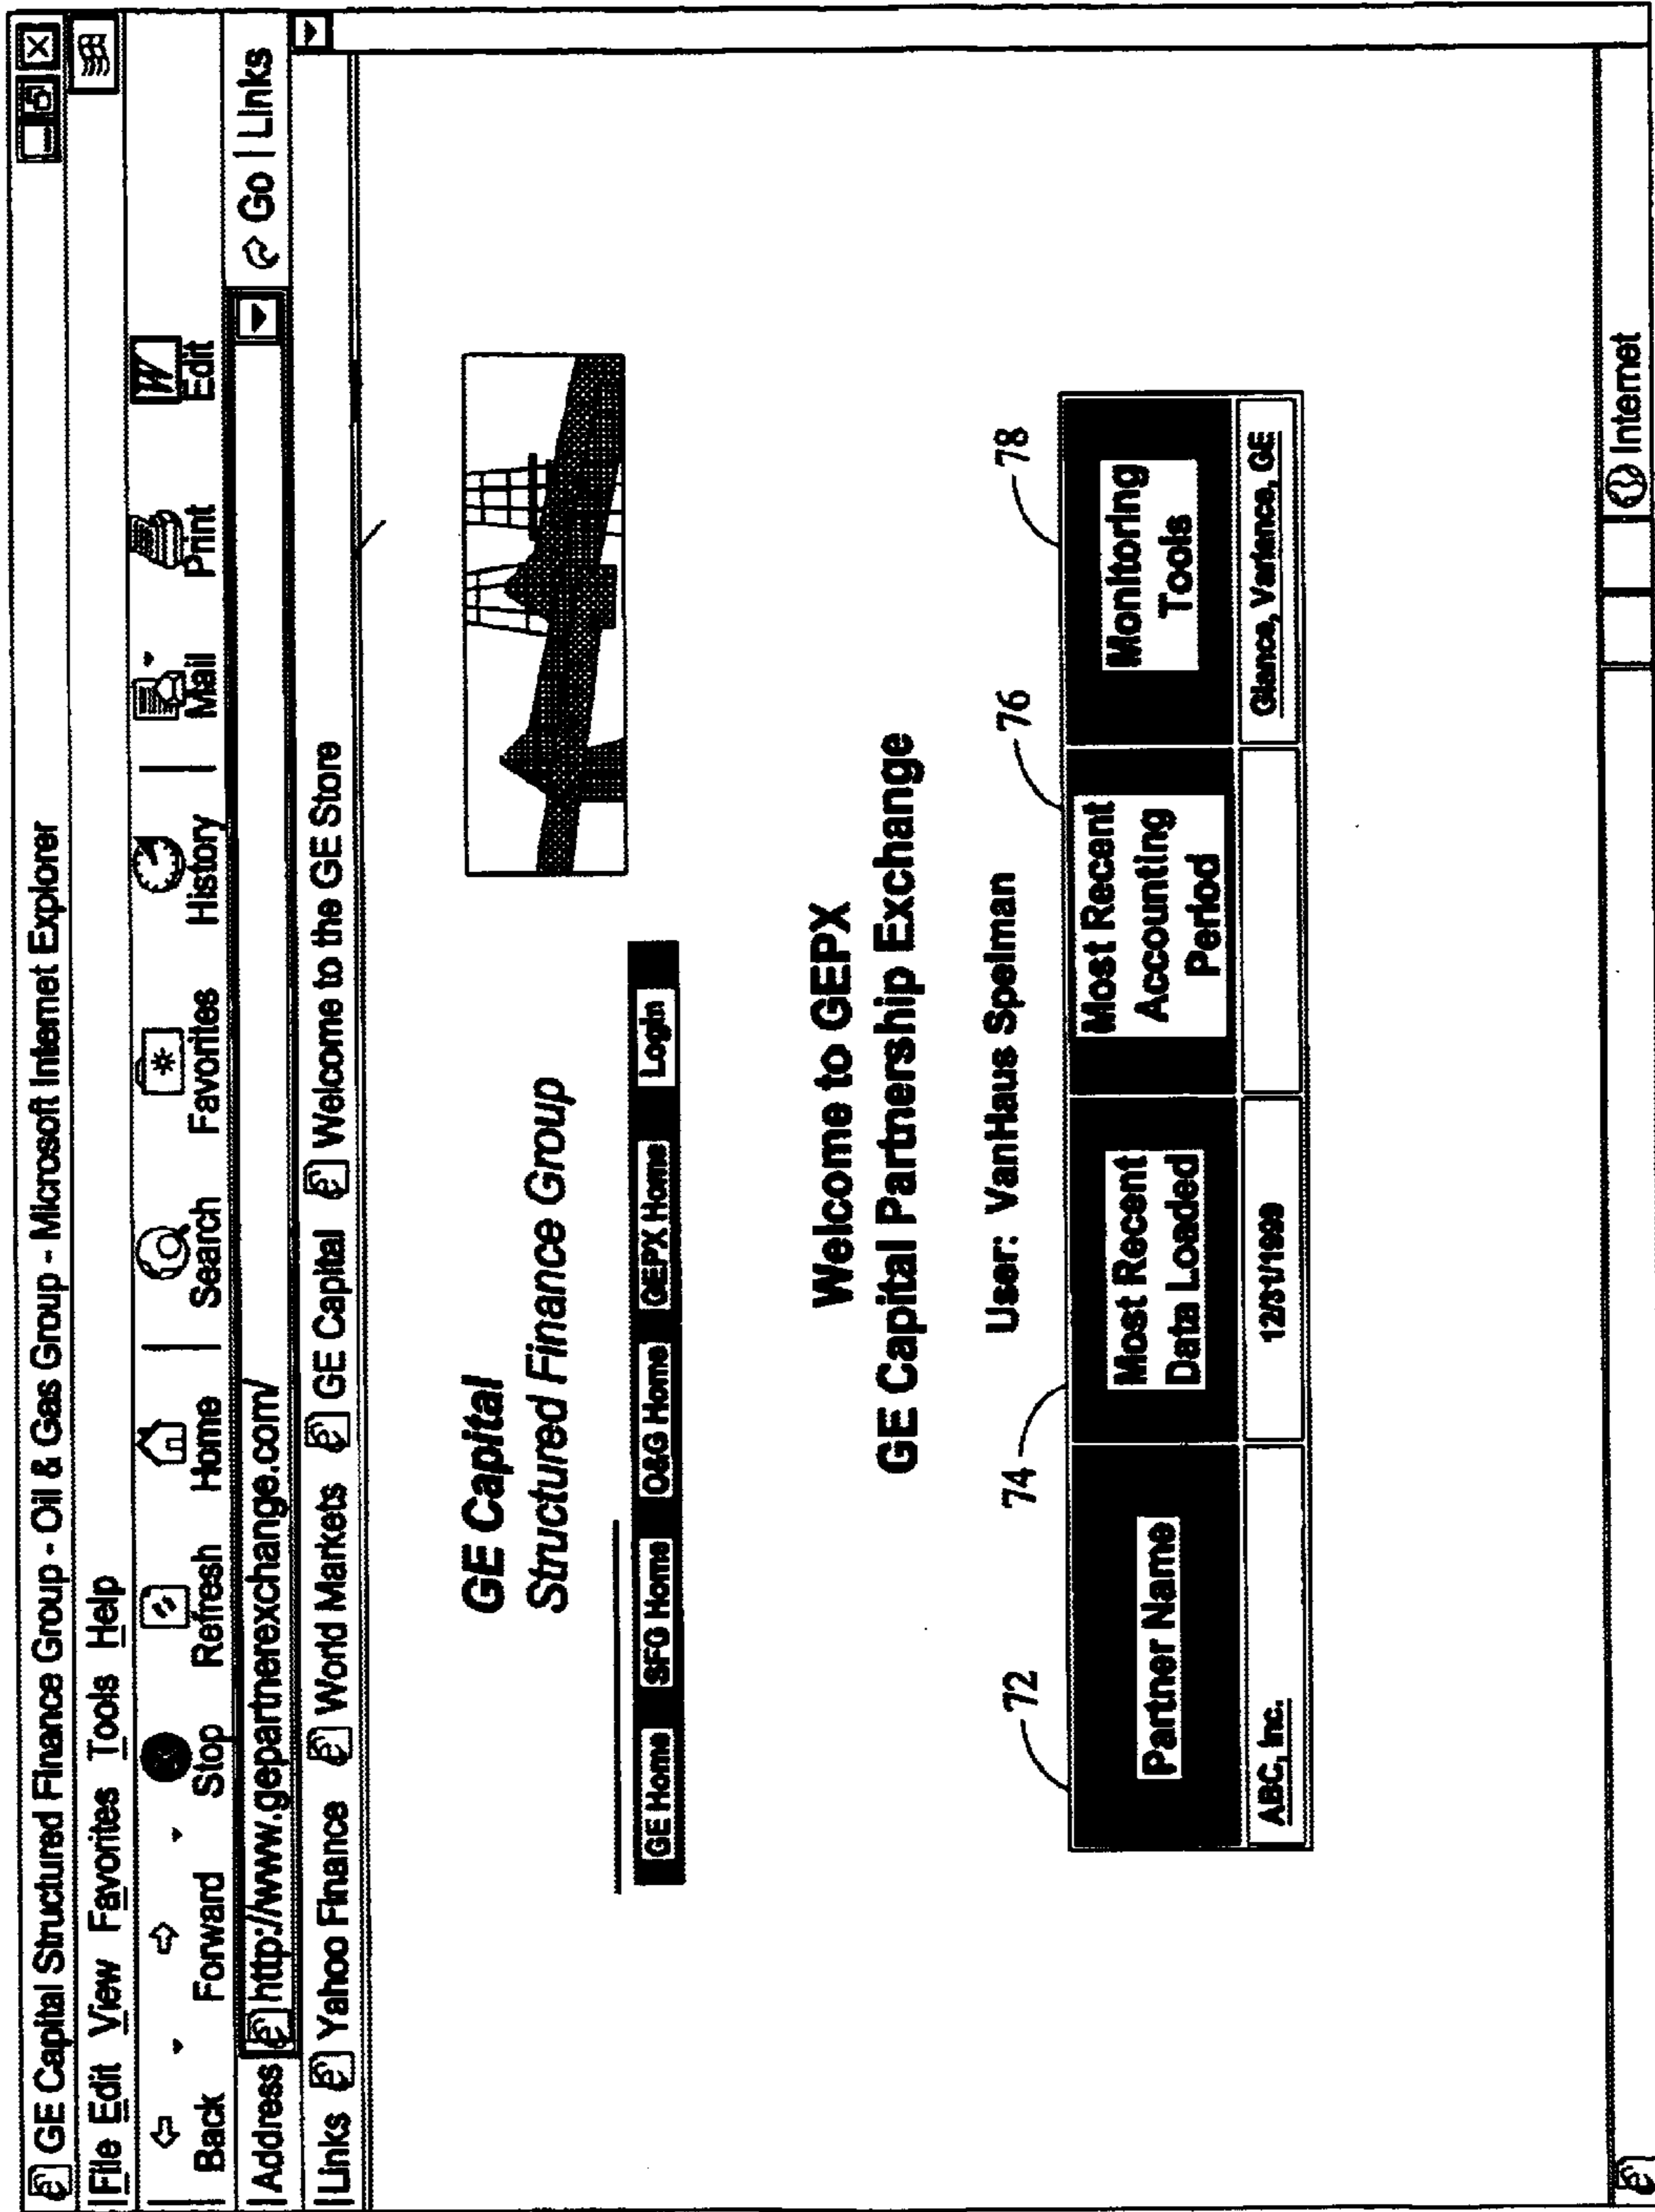 GE Capital Structured Finance Group - Oil & Gas Group - Microsoft Internet Explorer
File Edit View Favorites Tools Help
Back Forward Stop Refresh Home Search Favorites History Mail Print Edit
Address http://www.gepartnerexchange.com/ Go Links
Links Yahoo Finance World Markets GE Capital Welcome to the GE Store
GE Capital
Structured Finance Group
GE Home SFG Home O&G Home GEPX Home Login
Welcome to GEPX
GE Capital Partnership Exchange
User: VanHaus Spelman
72 74 76 78
Partner Name
Most Recent
Data Loaded
Most Recent
Accounting
Period
Monitoring
Tools
ABC, Inc. 12/31/1999 Glance, Varience, GE
Internet